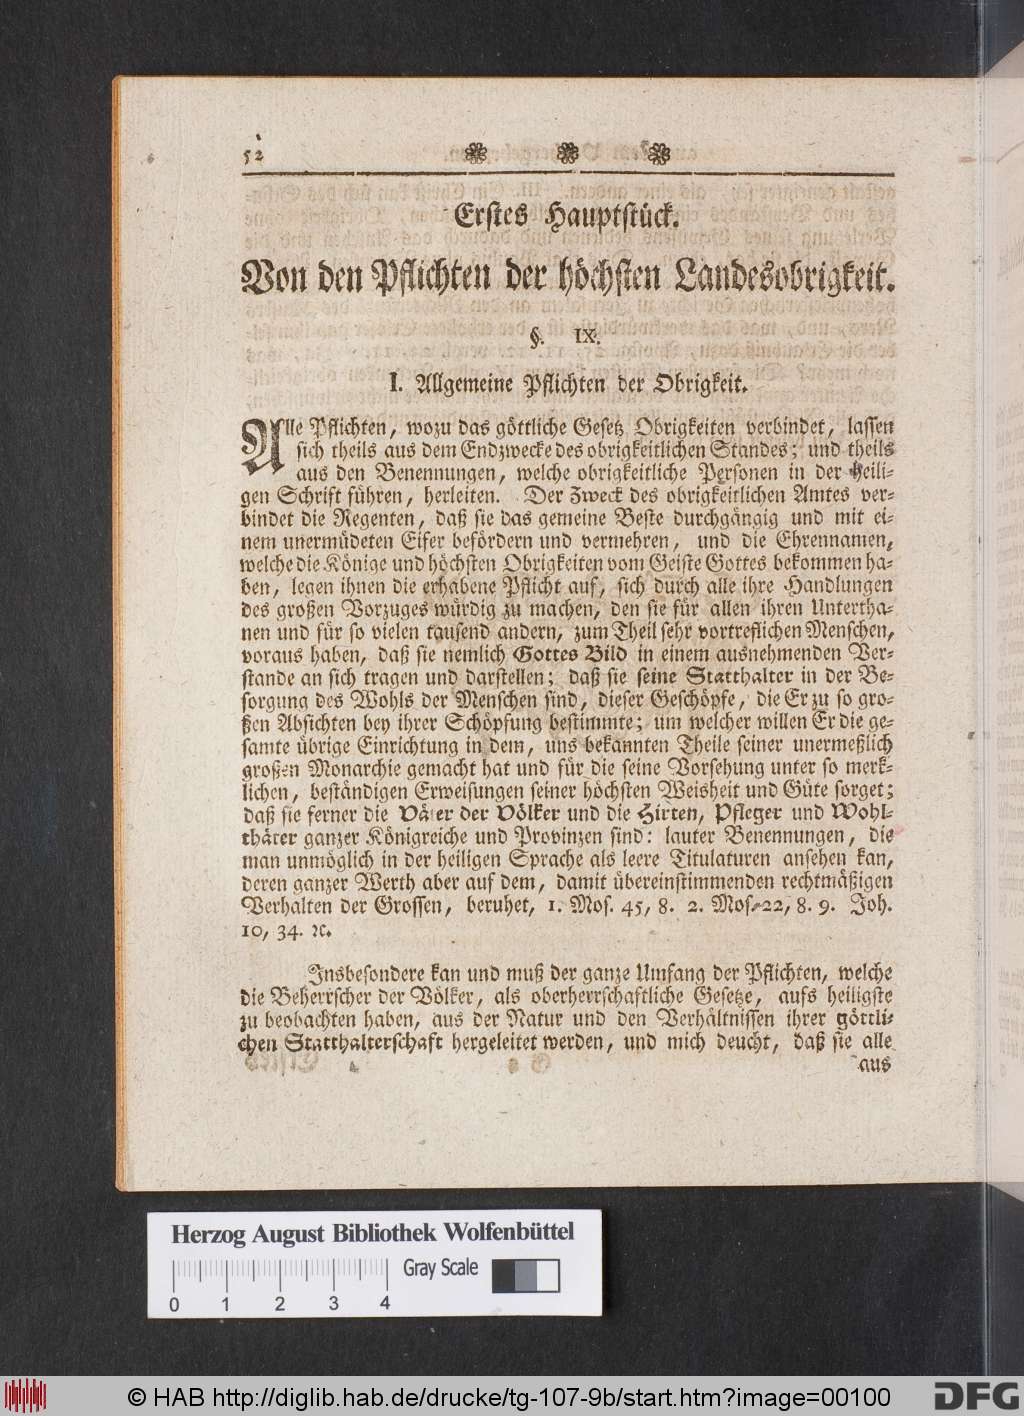 52
Erstes Hauptstück.
Von den Pflichten der höchsten Landesobrigkeit.
§. IX.
I. Allgemeine Pflichten der Obrigkeit.
Alle Pflichten, wozu das göttliche Gesetz Obrigkeiten verbindet, lassen
sich theils aus dem Endzwecke des obrigkeitlichen Standes; und theils
aus den Benennungen, welche obrigkeitliche Personen in der heili-
gen Schrift führen, herleiten. Der Zweck des obrigkeitlichen Amtes ver-
bindet die Regenten, daß sie das gemeine Beste durchgängig und mit ei-
nem unermüdeten Eifer befördern und vermehren, und die Ehrennamen,
welche die Könige und höchsten Obrigkeiten vom Geiste Gottes bekommen ha-
ben, legen ihnen die erhabene Pflicht auf, sich durch alle ihre Handlungen
des großen Vorzuges würdig zu machen, den sie für allen ihren Untertha-
nen und für so vielen tausend andern, zum Theil sehr vortreflichen Menschen,
voraus haben, daß sie nemlich Gottes Bild in einem ausnehmenden Ver-
stande an sich tragen und darstellen; daß sie seine Statthalter in der Be-
sorgung des Wohls der Menschen sind, dieser Geschöpfe, die Er zu so gro-
ßen Absichten bey ihrer Schöpfung bestimmte; um welcher willen Er die ge-
samte übrige Einrichtung in dem, uns bekannten Theile seiner unermeßlich
großen Monarchie gemacht hat und für die seine Vorsehung unter so merk-
lichen, beständigen Erweisungen seiner höchsten Weisheit und Güte sorget;
daß sie ferner die Väter der Völker und die Hirten, Pfleger und Wohl-
thäter ganzer Königreiche und Provinzen sind: lauter Benennungen, die
man unmöglich in der heiligen Sprache als leere Titulaturen ansehen kan,
deren ganzer Werth aber auf dem, damit übereinstimmenden rechtmäßigen
Verhalten der Grossen, beruhet, 1. Mos. 45, 8. 2. Mos. 22, 8. 9. Joh.
10, 34. ꝛc.
Insbesondere kan und muß der ganze Umfang der Pflichten, welche
die Beherrscher der Völker, als oberherrschaftliche Gesetze, aufs heiligste
zu beobachten haben, aus der Natur und den Verhältnissen ihrer göttli-
chen Statthalterschaft hergeleitet werden, und mich deucht, daß sie alle
aus
Herzog August Bibliothek Wolfenbüttel
Gray Scale
0 1 2 3 4
© HAB http://diglib.hab.de/drucke/tg-107-9b/start.htm?image=00100
DFG